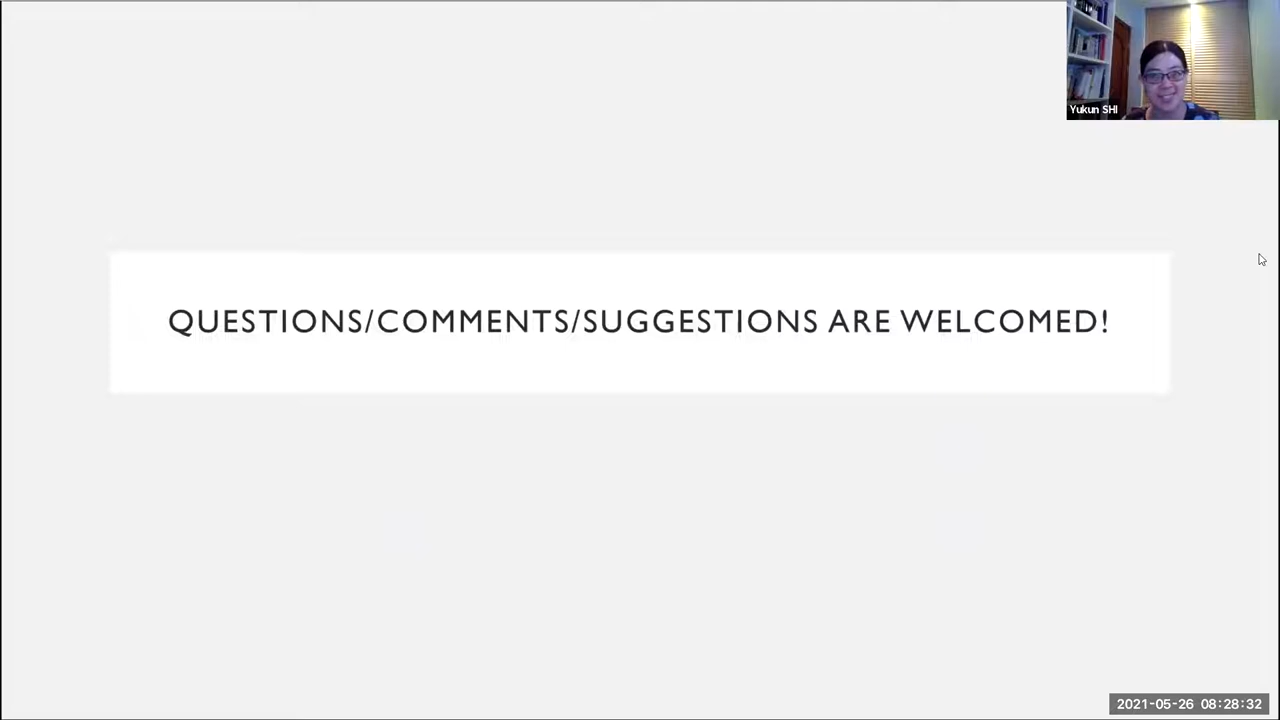 Yukun SHI
QUESTIONS/COMMENTS/SUGGESTIONS ARE WELCOMED!
2021-05-26 08:28:32